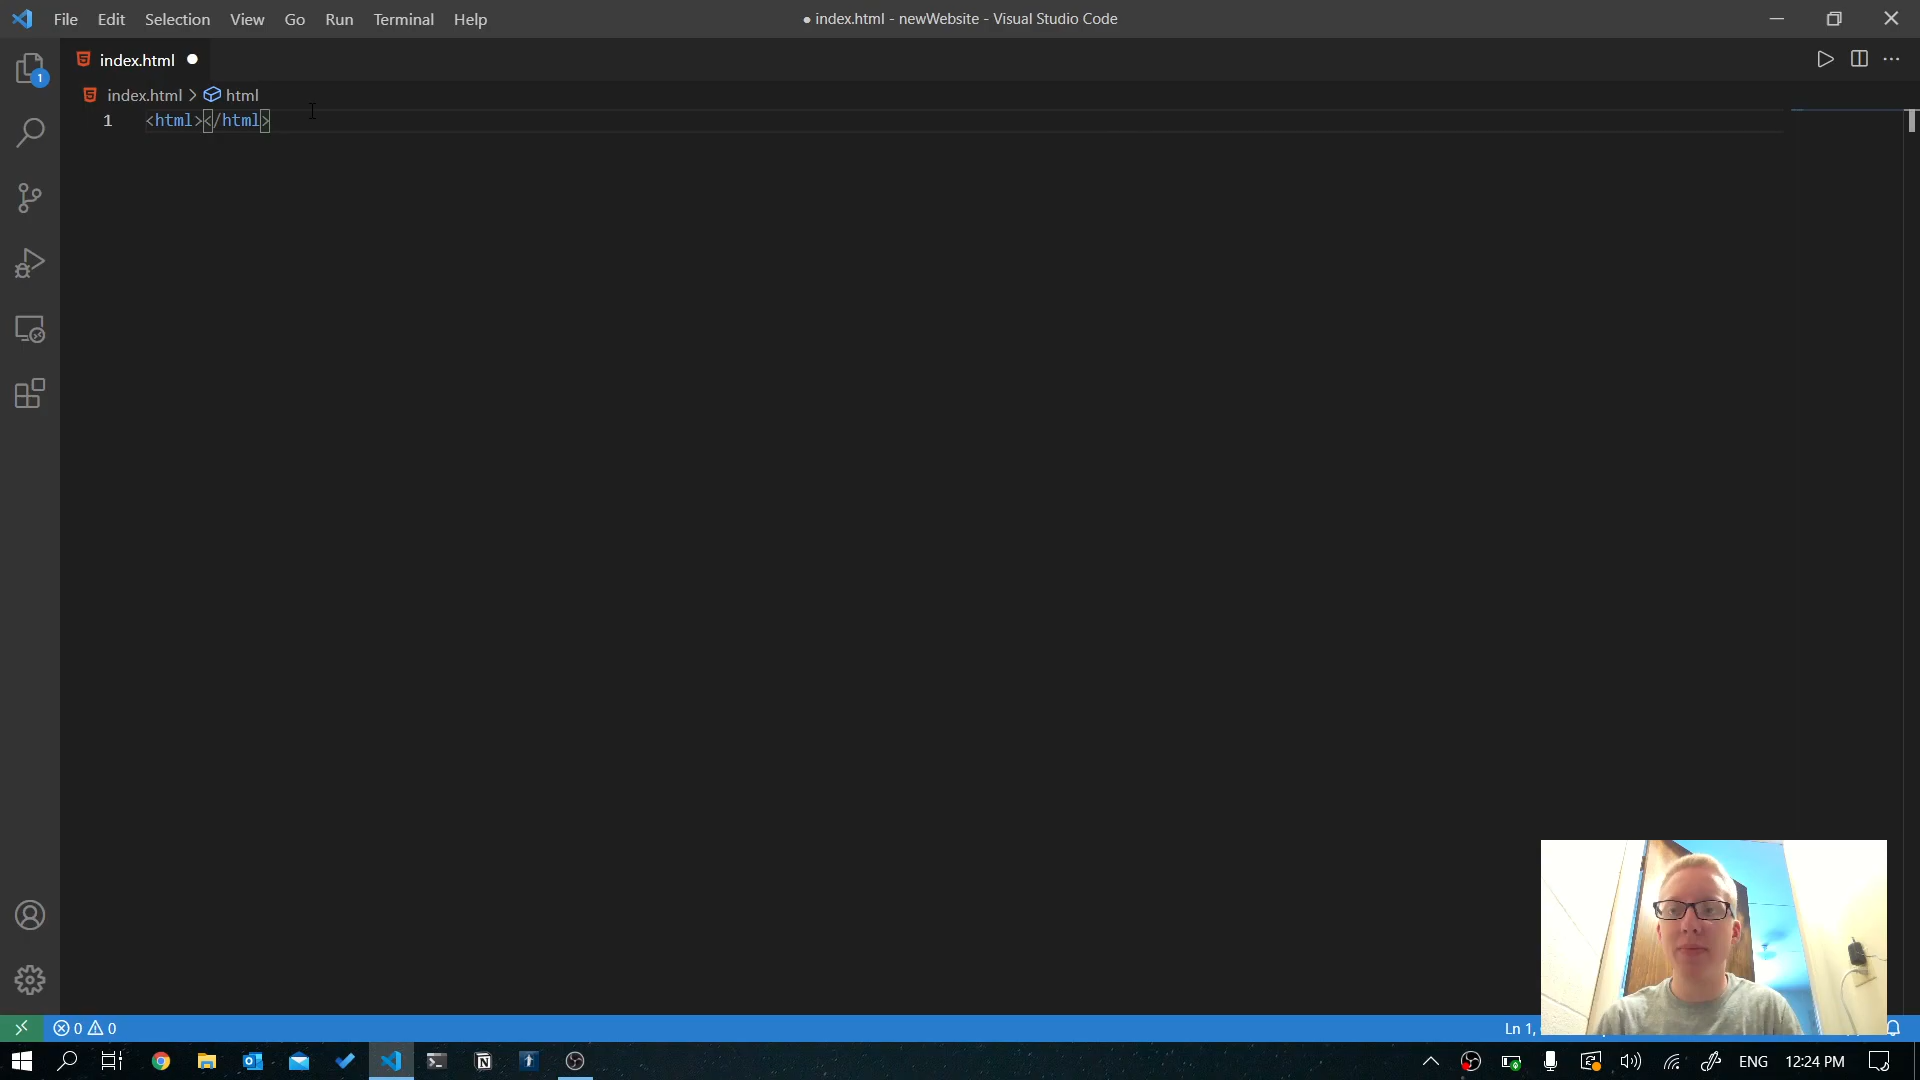 File Edit Selection View Go Run Terminal Help
● index.html - newWebsite - Visual Studio Code
index.html ●
1
index.html > html
1 <html></html>
0 0
Ln 1,
ENG 12:24 PM